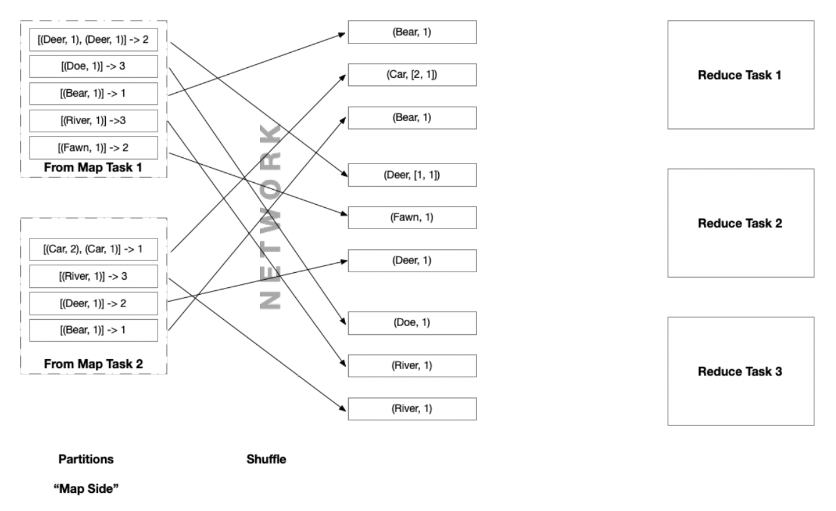 [(Deer, 1), (Deer, 1)] -> 2
[(Doe, 1)] -> 3
[(Bear, 1)] -> 1
[(River, 1)] ->3
[(Fawn, 1)] -> 2
From Map Task 1
[(Car, 2), (Car, 1)] -> 1
[(River, 1)] -> 3
[(Deer, 1)] -> 2
[(Bear, 1)] -> 1
From Map Task 2
Partitions
“Map Side”
NETWORK
Shuffle
(Bear, 1)
(Car, [2, 1])
(Bear, 1)
(Deer, [1, 1])
(Fawn, 1)
(Deer, 1)
(Doe, 1)
(River, 1)
(River, 1)
Reduce Task 1
Reduce Task 2
Reduce Task 3